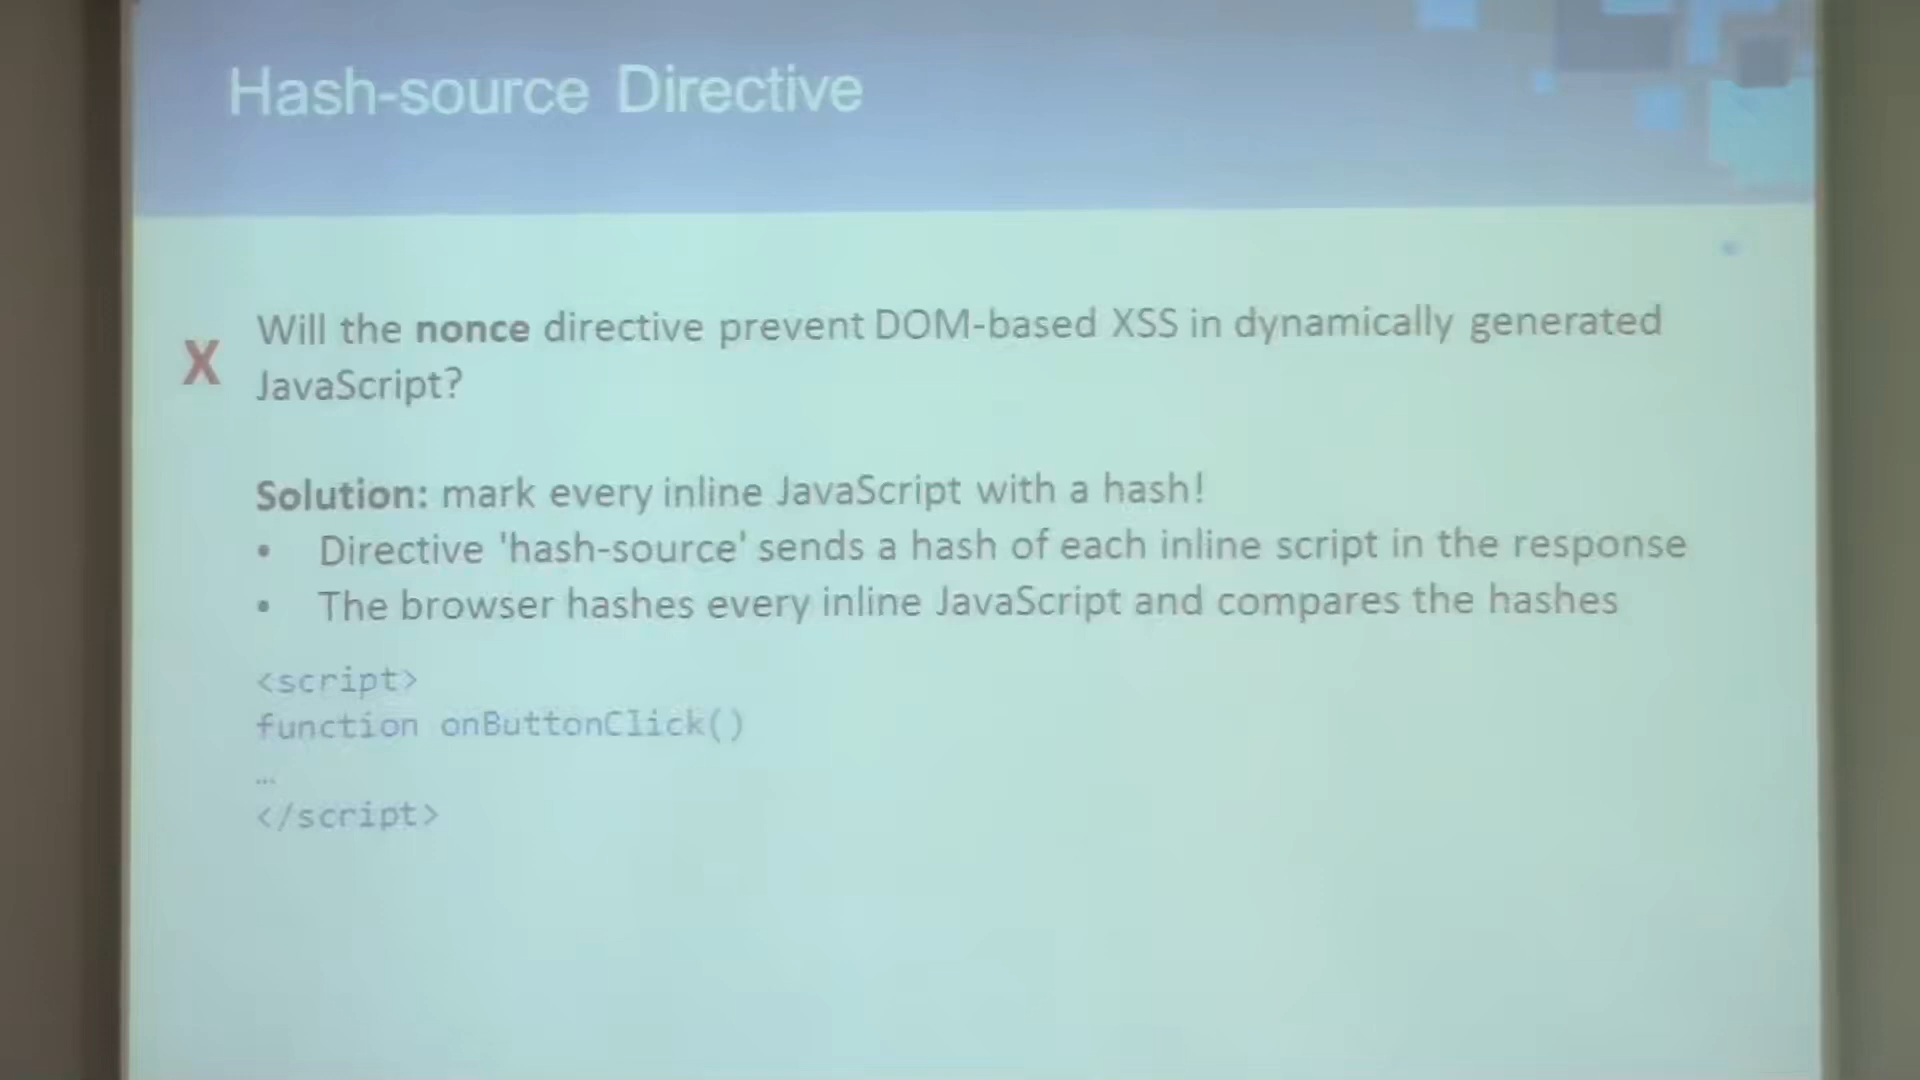 Hash-source Directive
X
Will the nonce directive prevent DOM-based XSS in dynamically generated
JavaScript?
Solution: mark every inline JavaScript with a hash!
• Directive 'hash-source' sends a hash of each inline script in the response
• The browser hashes every inline JavaScript and compares the hashes
<script>
function onButtonClick()
…
</script>